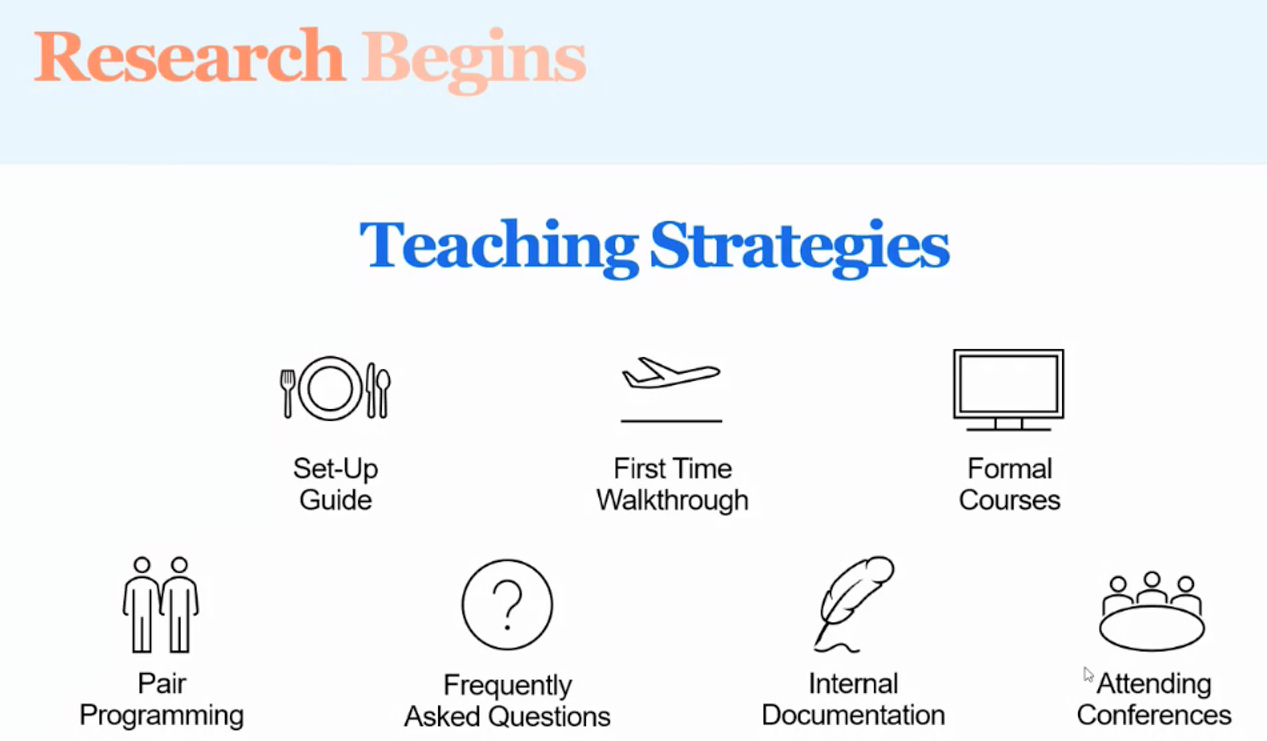 Research Begins
Teaching Strategies
Set-Up
Guide
First Time
Walkthrough
Formal
Courses
Pair
Programming
Frequently
Asked Questions
Internal
Documentation
Attending
Conferences